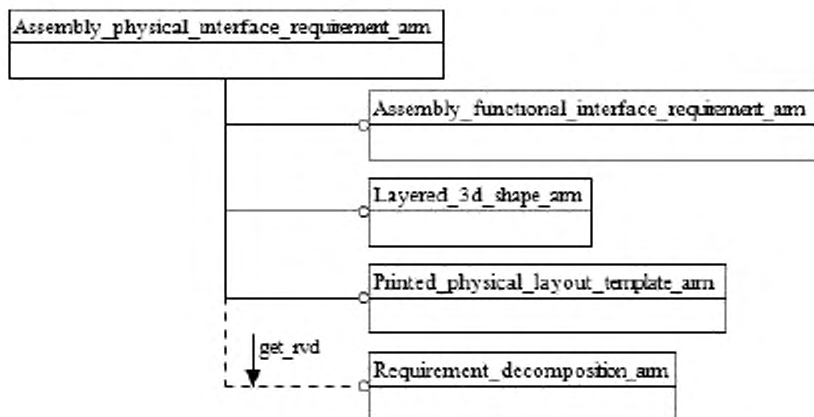 Assembly_physical_interface_requirement_arm
Assembly_functional_interface_requirement_arm
Layered_3d_shape_arm
Printed_physical_layout_template_arm
get_rvd
Requirement_decomposition_arm